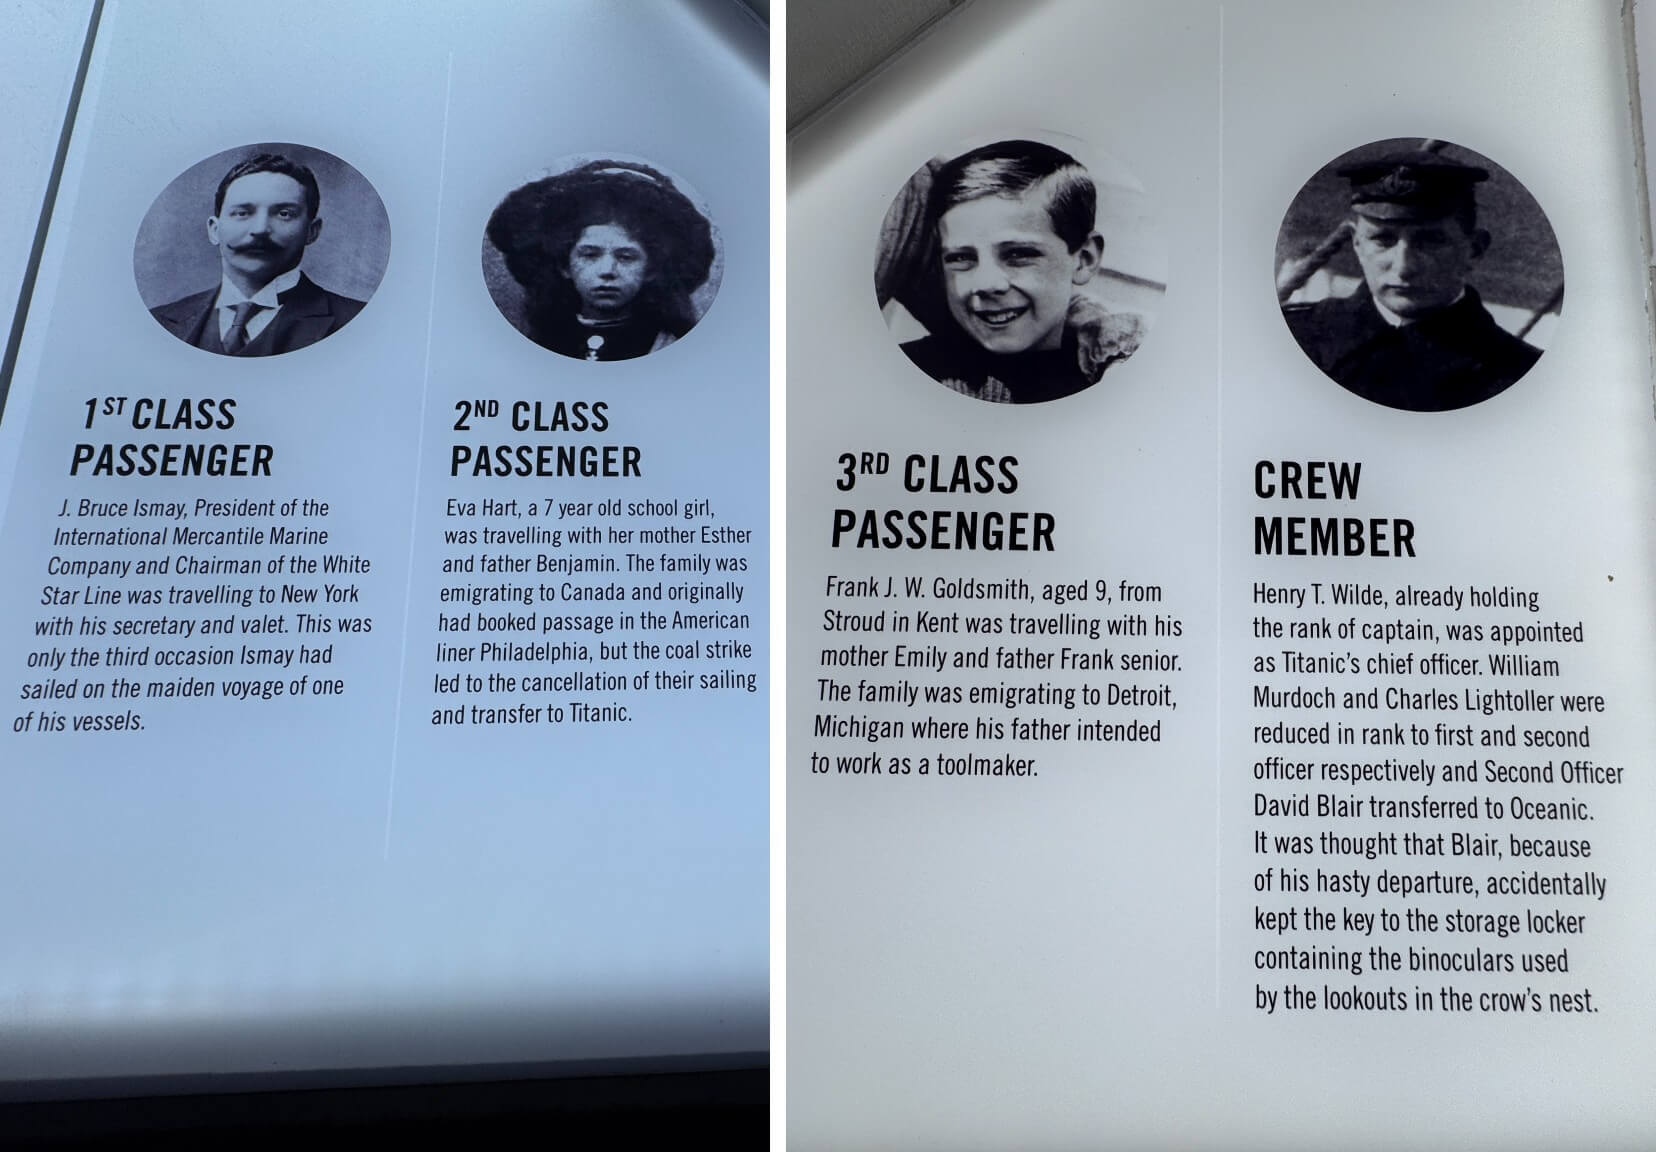 1ST CLASS
PASSENGER
J. Bruce Ismay, President of the
International Mercantile Marine
Company and Chairman of the White
Star Line was travelling to New York
with his secretary and valet. This was
only the third occasion Ismay had
sailed on the maiden voyage of one
of his vessels.
2ND CLASS
PASSENGER
Eva Hart, a 7 year old school girl,
was travelling with her mother Esther
and father Benjamin. The family was
emigrating to Canada and originally
had booked passage in the American
liner Philadelphia, but the coal strike
led to the cancellation of their sailing
and transfer to Titanic.
3RD CLASS
PASSENGER
Frank J. W. Goldsmith, aged 9, from
Stroud in Kent was travelling with his
mother Emily and father Frank senior.
The family was emigrating to Detroit,
Michigan where his father intended
to work as a toolmaker.
CREW
MEMBER
Henry T. Wilde, already holding
the rank of captain, was appointed
as Titanic's chief officer. William
Murdoch and Charles Lightoller were
reduced in rank to first and second
officer respectively and Second Officer
David Blair transferred to Oceanic.
It was thought that Blair, because
of his hasty departure, accidentally
kept the key to the storage locker
containing the binoculars used
by the lookouts in the crow's nest.